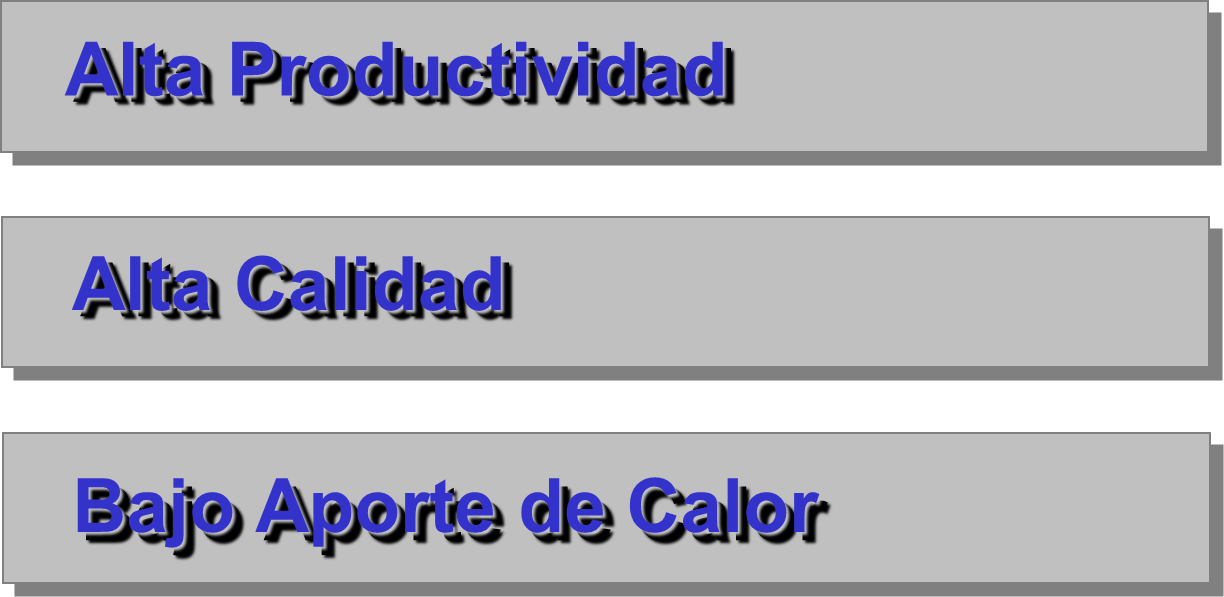 Alta Productividad
Alta Calidad
Bajo Aporte de Calor